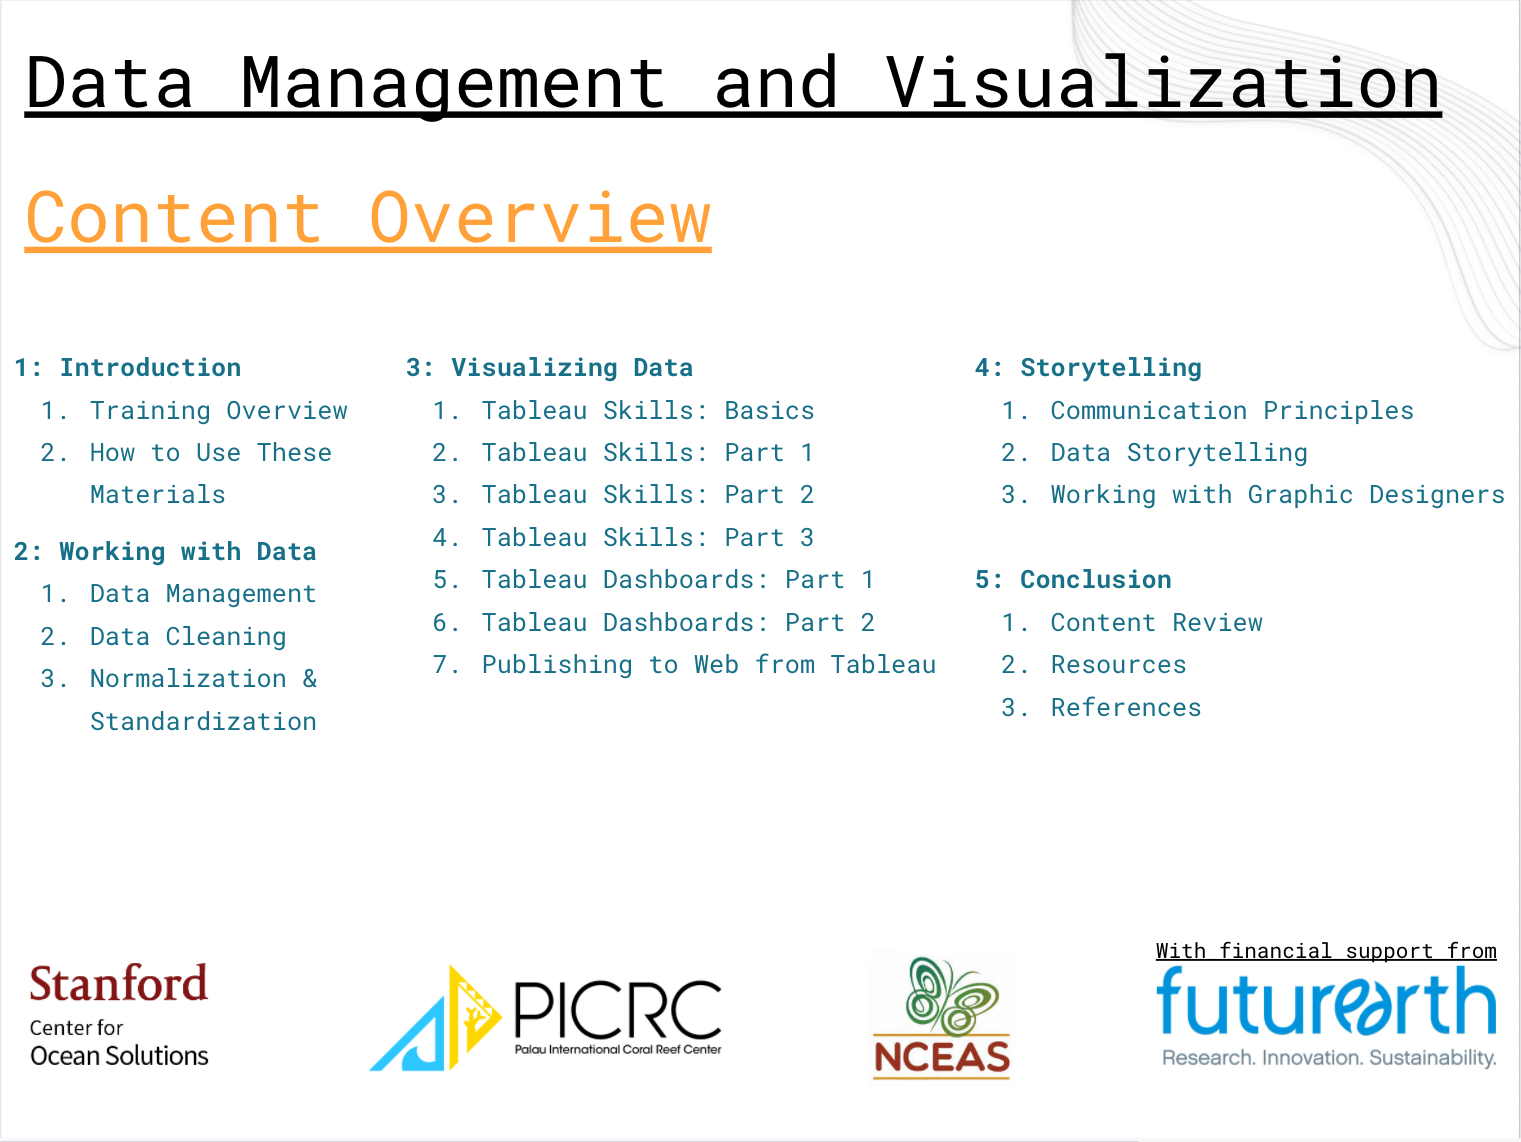 Data Management and Visualization
Content Overview
1: Introduction
1. Training Overview
2. How to Use These
Materials
2: Working with Data
1. Data Management
2. Data Cleaning
3. Normalization &
Standardization
3: Visualizing Data
1. Tableau Skills: Basics
2. Tableau Skills: Part 1
3. Tableau Skills: Part 2
4. Tableau Skills: Part 3
5. Tableau Dashboards: Part 1
6. Tableau Dashboards: Part 2
7. Publishing to Web from Tableau
4: Storytelling
1. Communication Principles
2. Data Storytelling
3. Working with Graphic Designers
5: Conclusion
1. Content Review
2. Resources
3. References
Stanford
Center for
Ocean Solutions
PICRC
Palau International Coral Reef Center
NCEAS
With financial support from
futurearth
Research. Innovation. Sustainability.